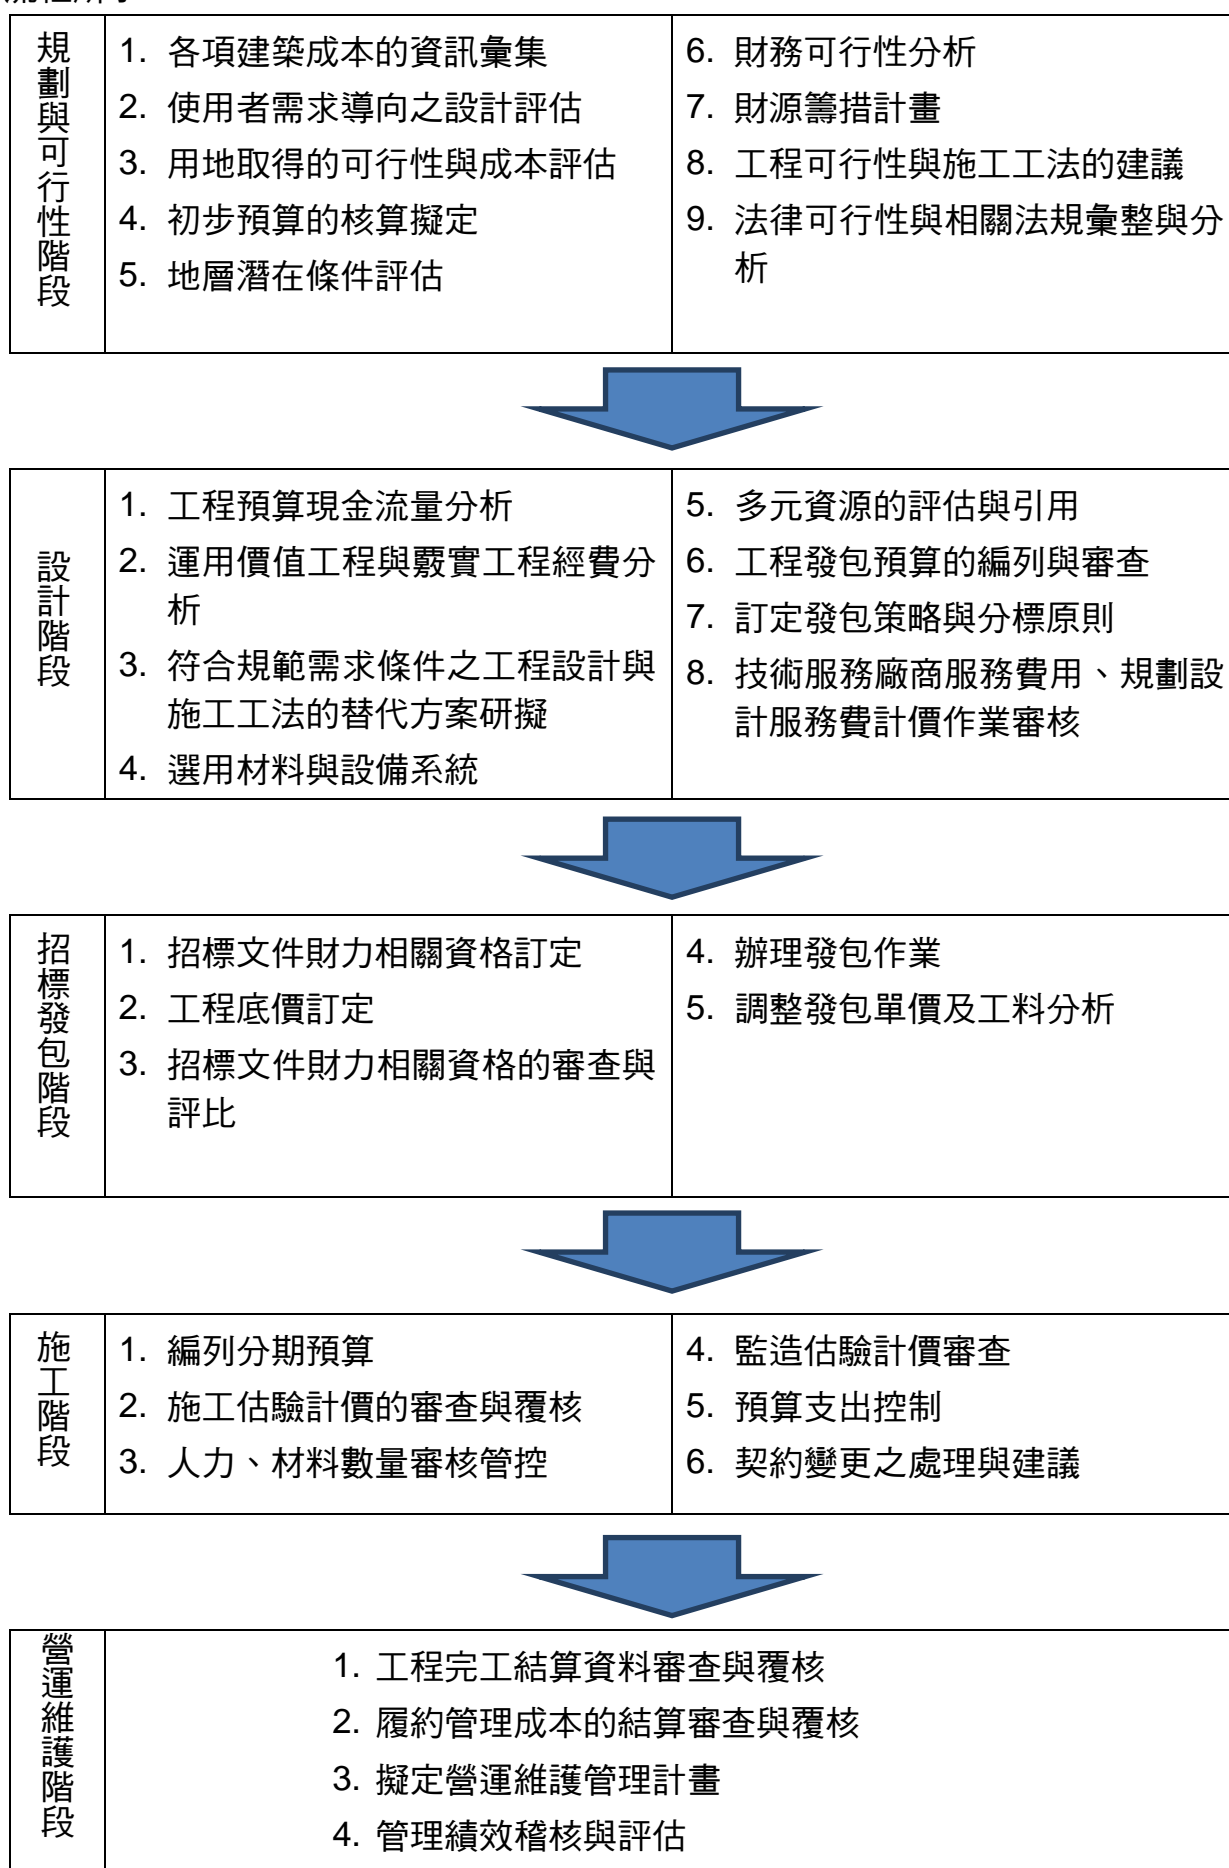 規劃與可行性階段
1. 各項建築成本的資訊彙集
2. 使用者需求導向之設計評估
3. 用地取得的可行性與成本評估
4. 初步預算的核算擬定
5. 地層潛在條件評估
6. 財務可行性分析
7. 財源籌措計畫
8. 工程可行性與施工工法的建議
9. 法律可行性與相關法規彙整與分
析
設計階段
1. 工程預算現金流量分析
2. 運用價值工程與覈實工程經費分
析
3. 符合規範需求條件之工程設計與
施工工法的替代方案研擬
4. 選用材料與設備系統
5. 多元資源的評估與引用
6. 工程發包預算的編列與審查
7. 訂定發包策略與分標原則
8. 技術服務廠商服務費用、規劃設
計服務費計價作業審核
招標發包階段
1. 招標文件財力相關資格訂定
2. 工程底價訂定
3. 招標文件財力相關資格的審查與
評比
4. 辦理發包作業
5. 調整發包單價及工料分析
施工階段
1. 編列分期預算
2. 施工估驗計價的審查與覆核
3. 人力、材料數量審核管控
4. 監造估驗計價審查
5. 預算支出控制
6. 契約變更之處理與建議
營運維護階段
1. 工程完工結算資料審查與覆核
2. 履約管理成本的結算審查與覆核
3. 擬定營運維護管理計畫
4. 管理績效稽核與評估